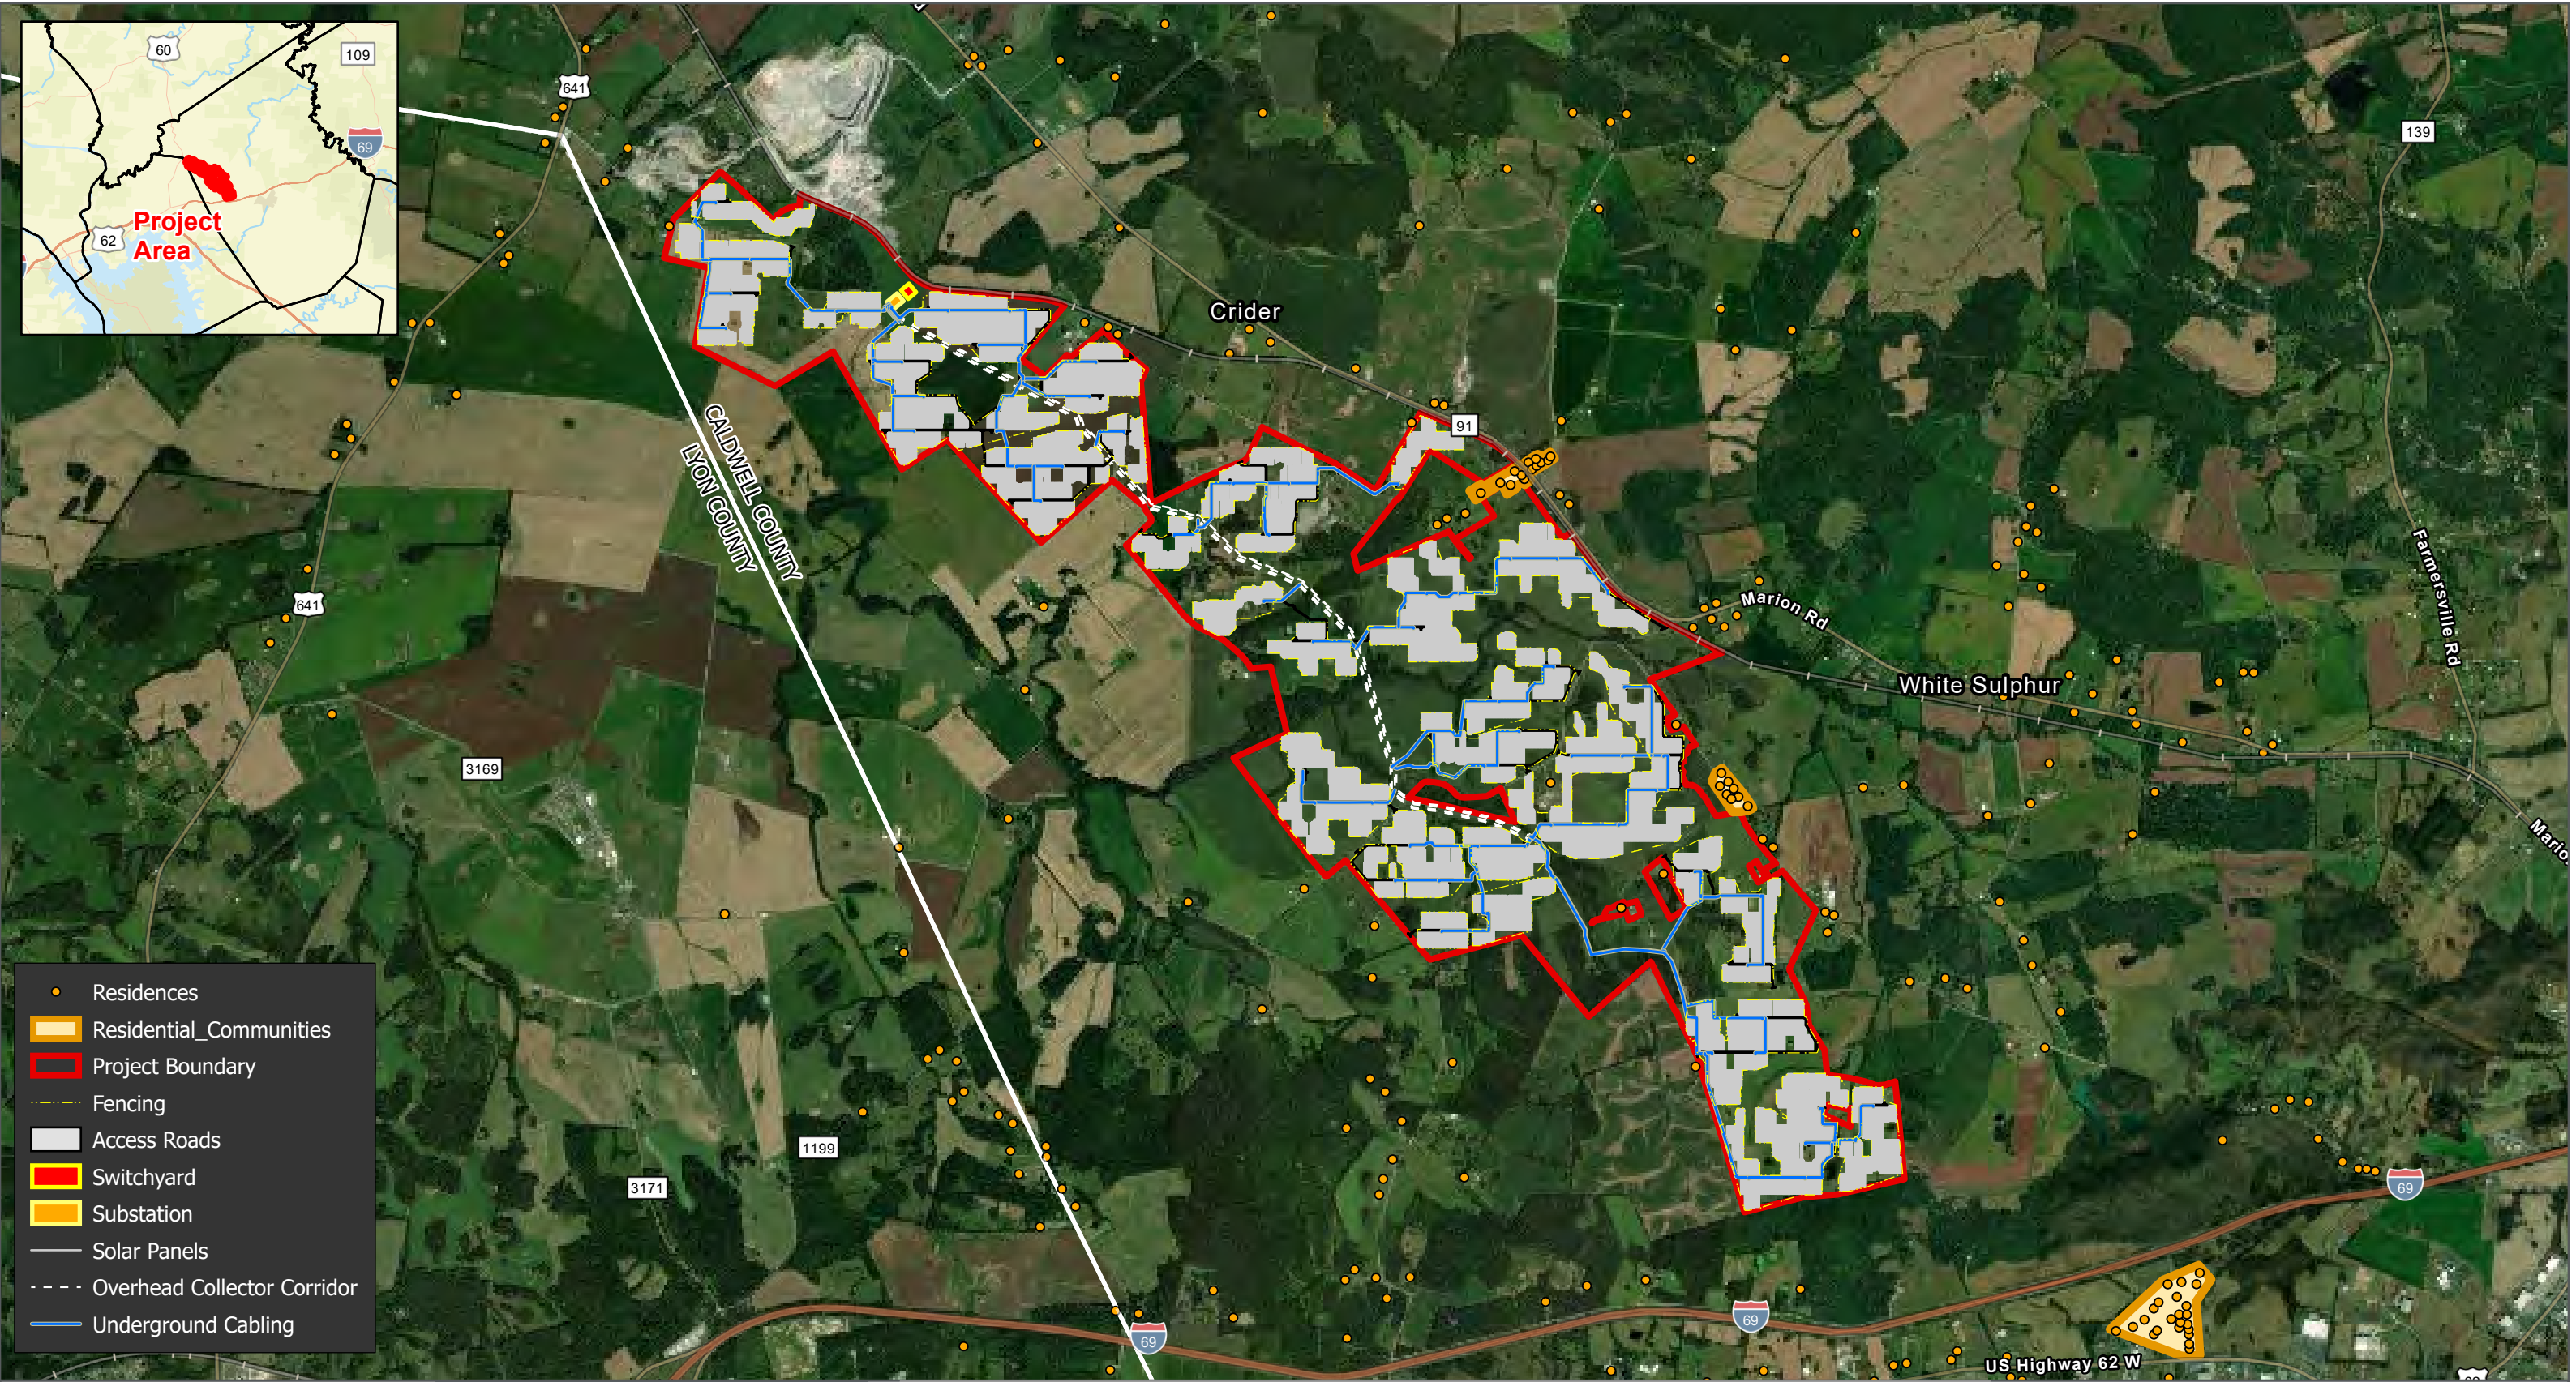 60
109
69
Project
Area
62
641
139
Crider
91
CALDWELL COUNTY
LYON COUNTY
641
Marion Rd
Farmersville Rd
White Sulphur
3169
Residences
Residential_Communities
Project Boundary
Fencing
Access Roads
Switchyard
Substation
Solar Panels
Overhead Collector Corridor
Underground Cabling
1199
3171
69
69
69
US Highway 62 W